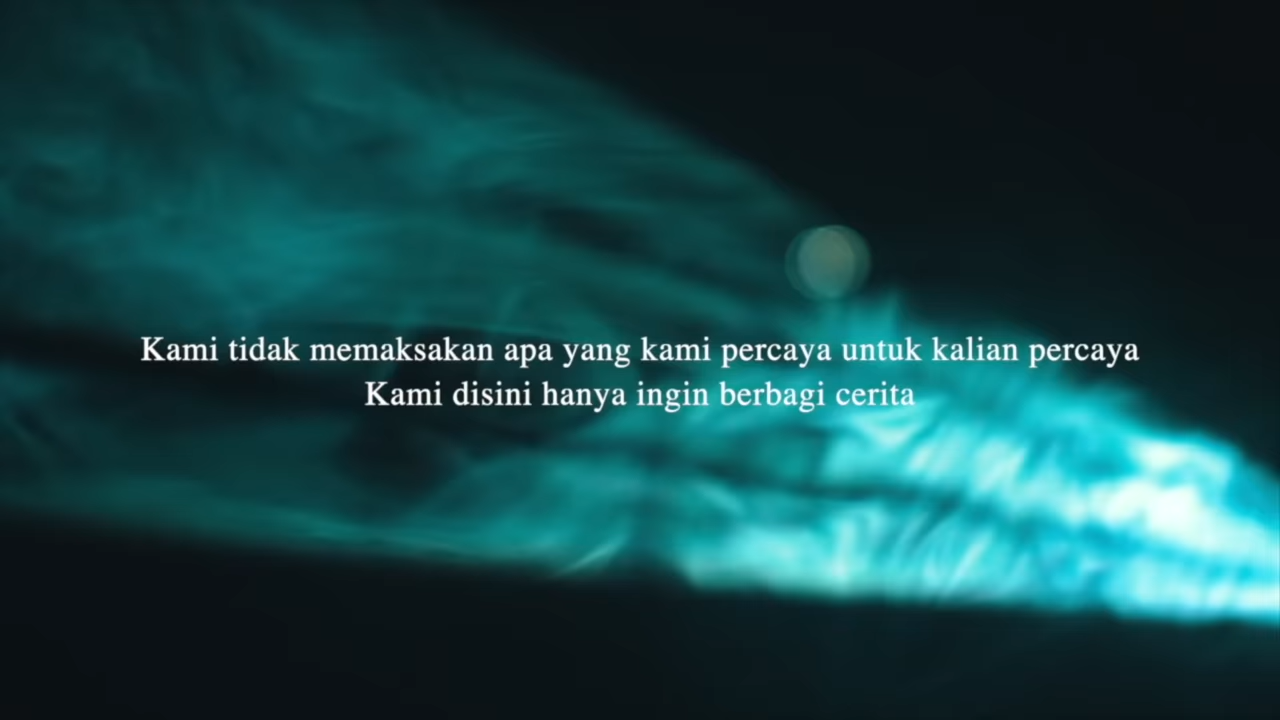 Kami tidak memaksakan apa yang kami percaya untuk kalian percaya
Kami disini hanya ingin berbagi cerita